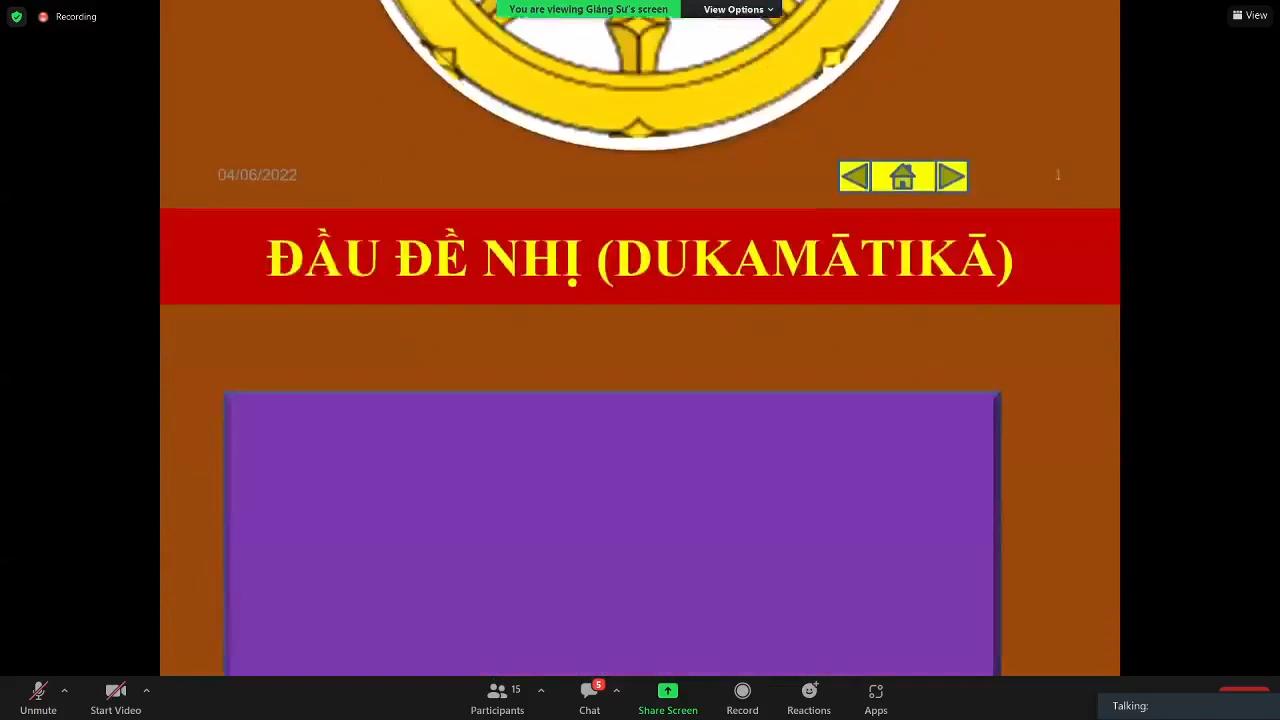 You are viewing Giảng Sư's screen
View Options
Recording
View
04/06/2022
1
ĐẦU ĐỀ NHỊ (DUKAMĀTIKĀ)
Unmute
Start Video
Participants
15
Chat
5
Share Screen
Record
Reactions
Apps
Talking: